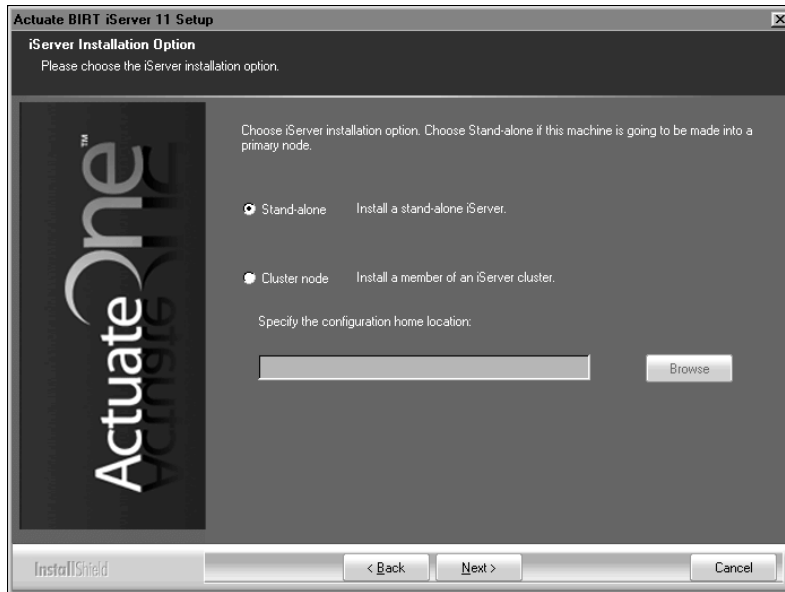 Actuate BIRT iServer 11 Setup
iServer Installation Option
Please choose the iServer installation option.
ActuateOne™
Choose iServer installation option. Choose Stand-alone if this machine is going to be made into a
primary node.
Stand-alone Install a stand-alone iServer.
Cluster node Install a member of an iServer cluster.
Specify the configuration home location:
Browse
InstallShield
< Back Next > Cancel